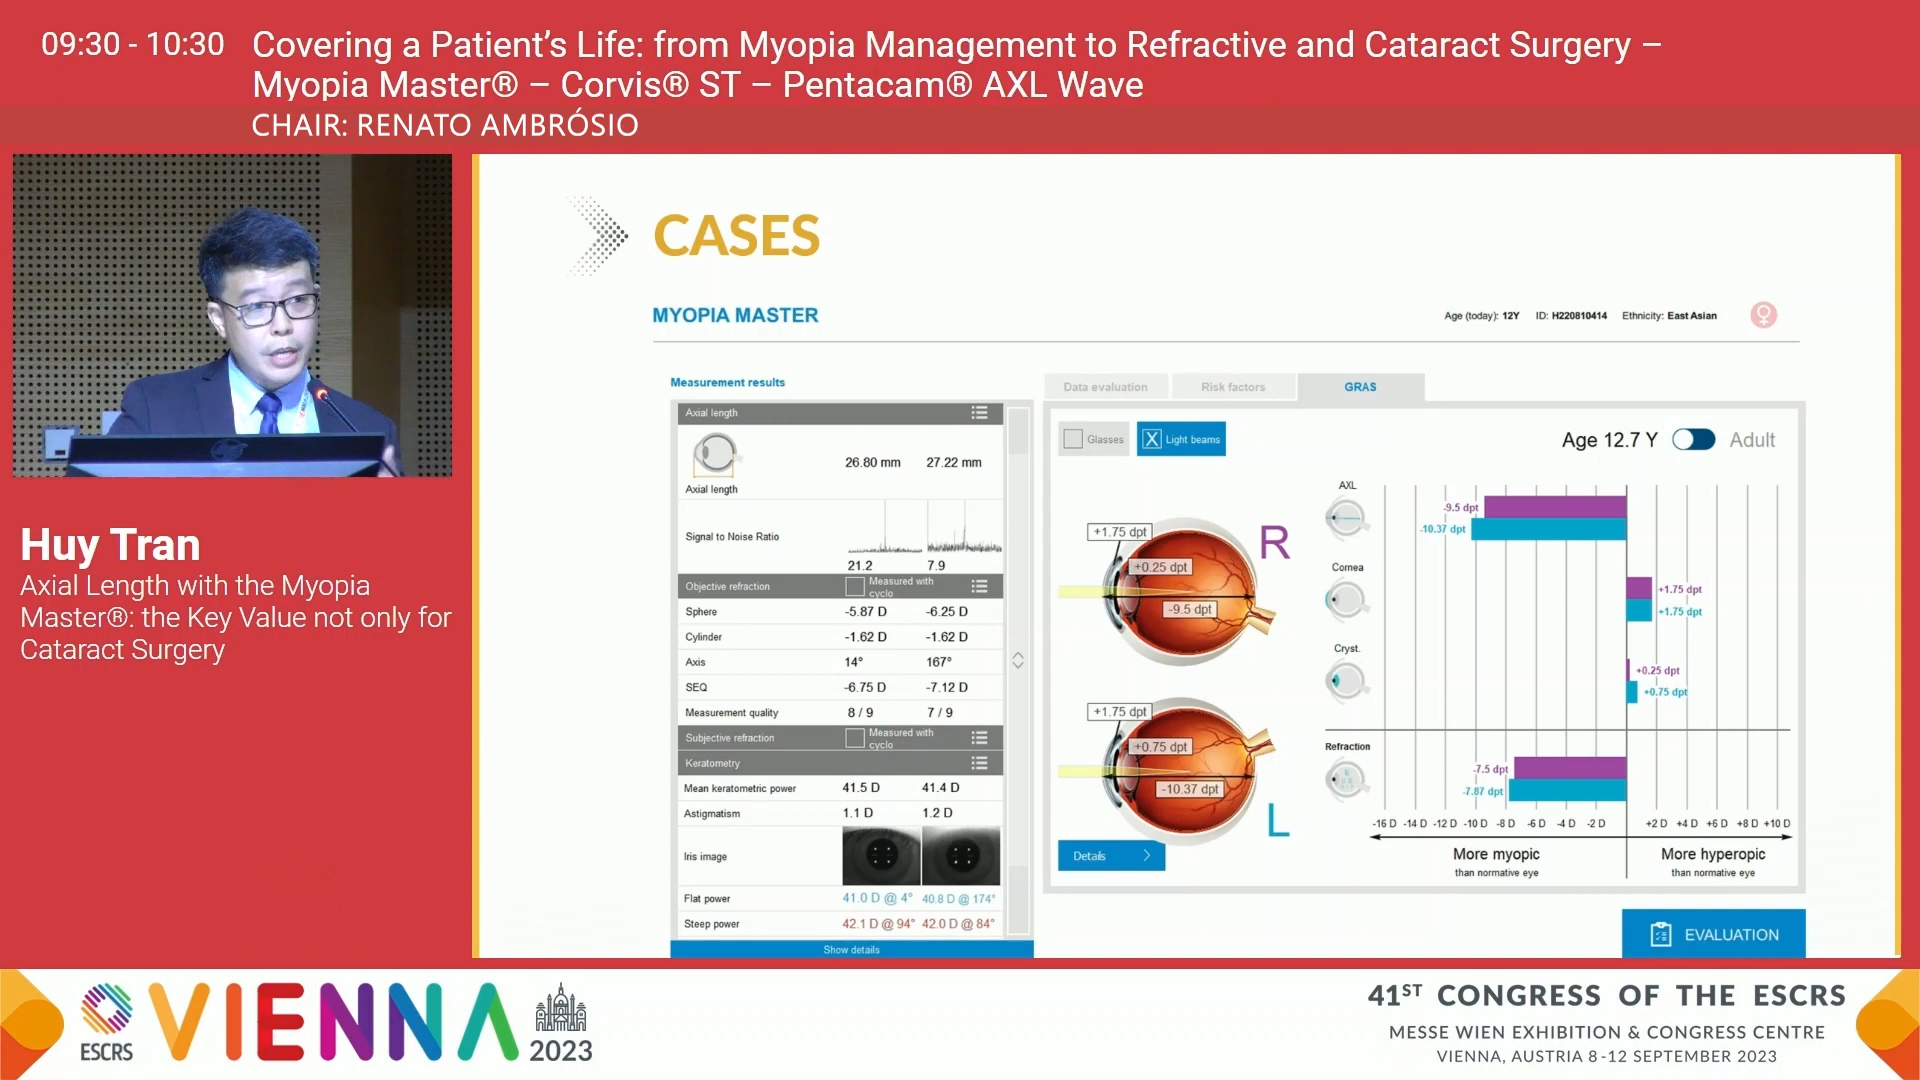 09:30 - 10:30
Covering a Patient's Life: from Myopia Management to Refractive and Cataract Surgery –
Myopia Master® – Corvis® ST – Pentacam® AXL Wave
CHAIR: RENATO AMBRÓSIO
Huy Tran
Axial Length with the Myopia
Master®: the Key Value not only for
Cataract Surgery
CASES
MYOPIA MASTER
Age (today): 12Y ID: H220810414 Ethnicity: East Asian
Measurement results
Axial length
26.80 mm 27.22 mm
Axial length
Signal to Noise Ratio
21.2 7.9
Objective refraction Measured with
cyclo
Sphere -5.87 D -6.25 D
Cylinder -1.62 D -1.62 D
Axis 14° 167°
SEQ -6.75 D -7.12 D
Measurement quality 8 / 9 7 / 9
Subjective refraction Measured with
cyclo
Keratometry
Mean keratometric power 41.5 D 41.4 D
Astigmatism 1.1 D 1.2 D
Iris image
Flat power 41.0 D @ 4° 40.8 D @ 174°
Steep power 42.1 D @ 94° 42.0 D @ 84°
Show details
Data evaluation Risk factors GRAS
Glasses X Light beams
Age 12.7 Y Adult
+1.75 dpt
+0.25 dpt
-9.5 dpt
R
+1.75 dpt
+0.75 dpt
-10.37 dpt
L
Details
AXL
-9.5 dpt
-10.37 dpt
Cornea
+1.75 dpt
+1.75 dpt
Cryst.
+0.25 dpt
+0.75 dpt
Refraction
-7.5 dpt
-7.87 dpt
-16 D -14 D -12 D -10 D -8 D -6 D -4 D -2 D +2 D +4 D +6 D +8 D +10 D
More myopic More hyperopic
than normative eye than normative eye
EVALUATION
ESCRS
VIENNA
2023
41ST CONGRESS OF THE ESCRS
MESSE WIEN EXHIBITION & CONGRESS CENTRE
VIENNA, AUSTRIA 8-12 SEPTEMBER 2023